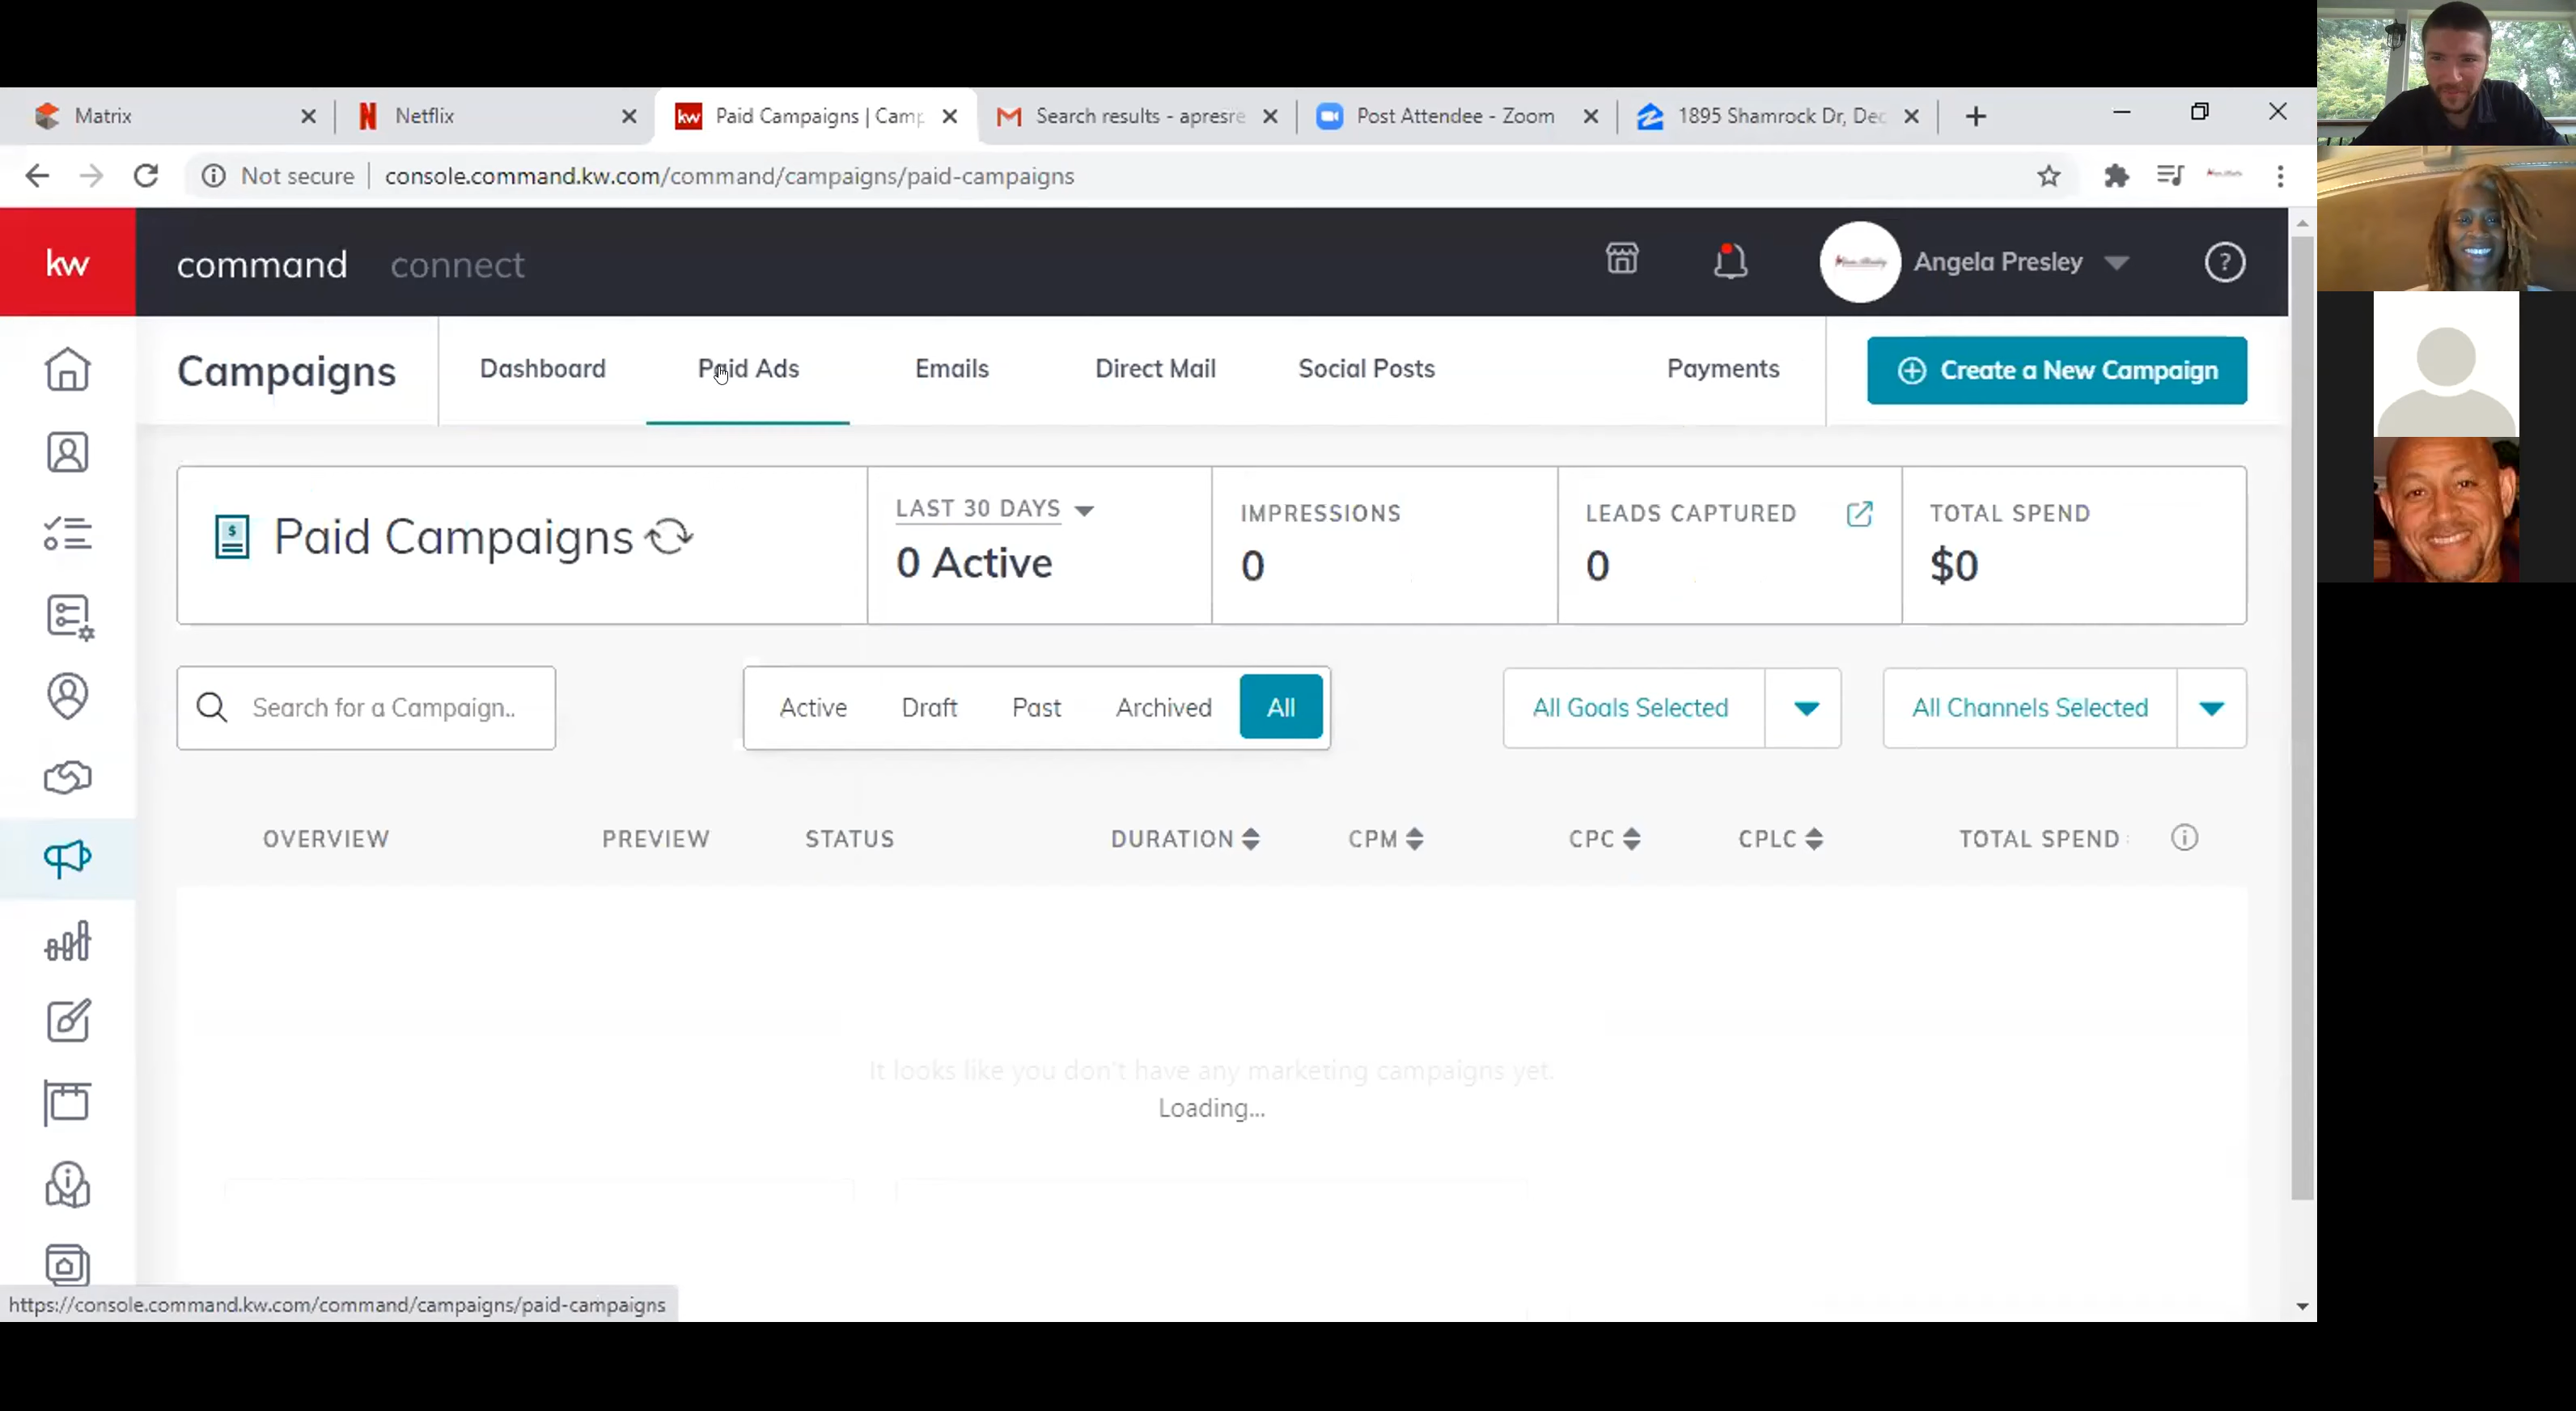 Matrix
Netflix
Paid Campaigns | Camp
Search results - apresre
Post Attendee - Zoom
1895 Shamrock Dr, Dec
Not secure
console.command.kw.com/command/campaigns/paid-campaigns
kw
command
connect
Angela Presley
Campaigns
Dashboard
Paid Ads
Emails
Direct Mail
Social Posts
Payments
Create a New Campaign
Paid Campaigns
LAST 30 DAYS
0 Active
IMPRESSIONS
0
LEADS CAPTURED
0
TOTAL SPEND
$0
Search for a Campaign..
Active
Draft
Past
Archived
All
All Goals Selected
All Channels Selected
OVERVIEW
PREVIEW
STATUS
DURATION
CPM
CPC
CPLC
TOTAL SPEND
It looks like you don't have any marketing campaigns yet.
Loading...
https://console.command.kw.com/command/campaigns/paid-campaigns